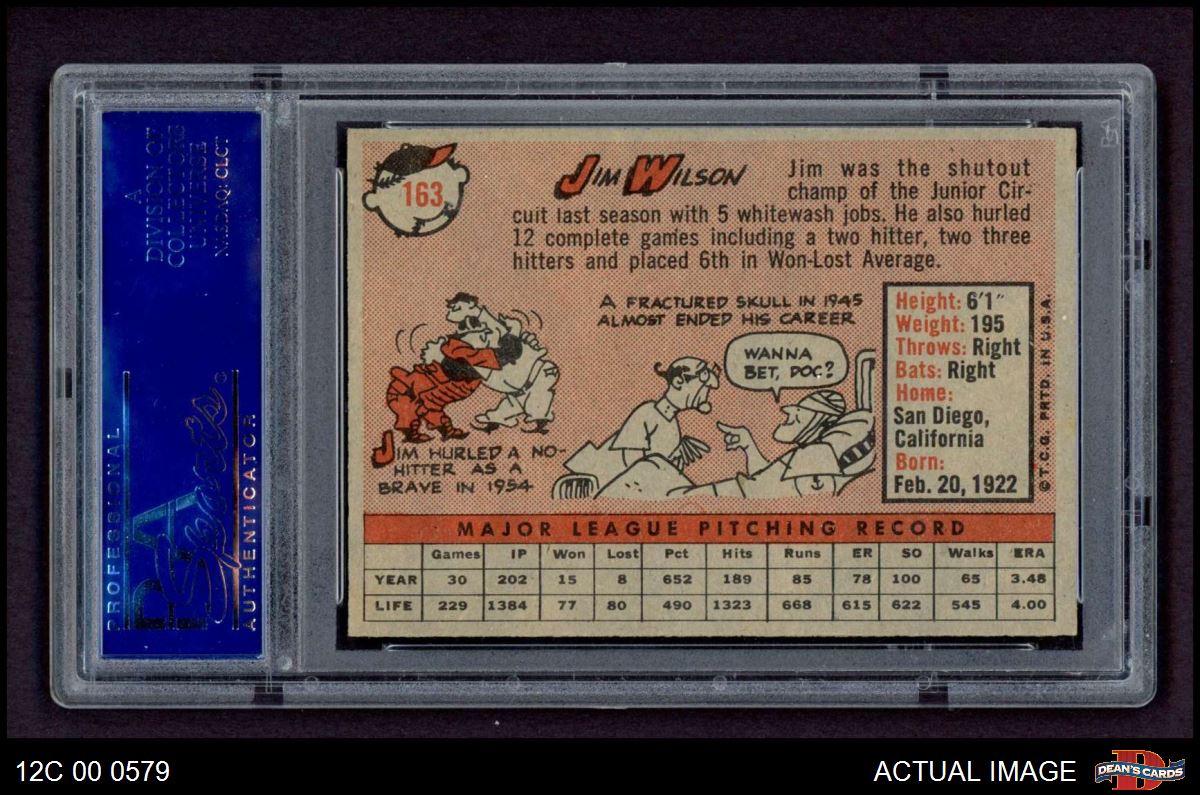 A
DIVISION OF
COLLECTORS
UNIVERSE
NASDAQ: CLCT
PROFESSIONAL
PSA
Sports
AUTHENTICATOR
163
JIM WILSON
Jim was the shutout
champ of the Junior Cir-
cuit last season with 5 whitewash jobs. He also hurled
12 complete games including a two hitter, two three
hitters and placed 6th in Won-Lost Average.
JIM HURLED A NO-
HITTER AS A
BRAVE IN 1954
A FRACTURED SKULL IN 1945
ALMOST ENDED HIS CAREER
WANNA
BET, DOC?
Height: 6'1"
Weight: 195
Throws: Right
Bats: Right
Home:
San Diego,
California
Born:
Feb. 20, 1922
©T.C.G. PRTD. IN U.S.A.
MAJOR LEAGUE PITCHING RECORD
Games IP Won Lost Pct Hits Runs ER SO Walks ERA
YEAR 30 202 15 8 652 189 85 78 100 65 3.48
LIFE 229 1384 77 80 490 1323 668 615 622 545 4.00
12C 00 0579
ACTUAL IMAGE
DEAN'S CARDS